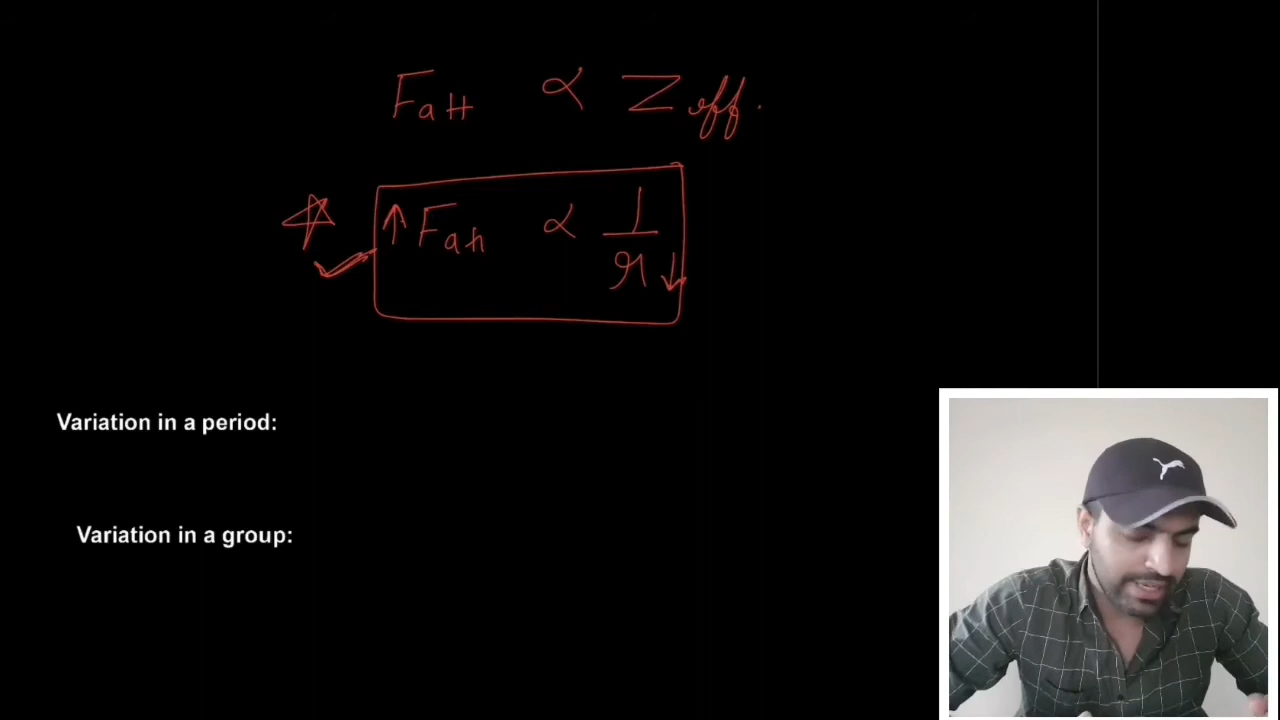 Fatt ∝ Zeff.
↑ Fatt ∝ 1/r ↓
Variation in a period:
Variation in a group: